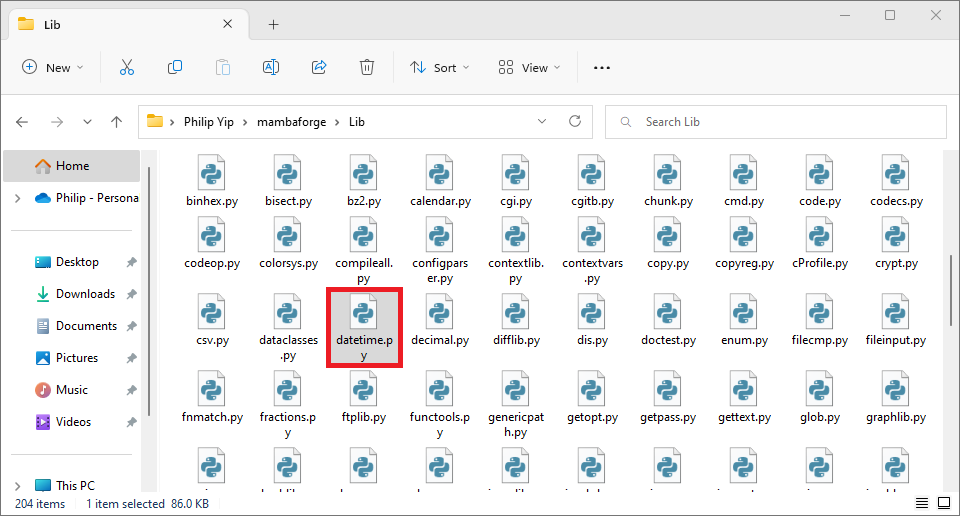 Lib
New
Sort
View
Philip Yip
mambaforge
Lib
Search Lib
Home
Philip - Persona
Desktop
Downloads
Documents
Pictures
Music
Videos
This PC
binhex.py
bisect.py
bz2.py
calendar.py
cgi.py
cgitb.py
chunk.py
cmd.py
code.py
codecs.py
codeop.py
colorsys.py
compileall.
py
configpar
ser.py
contextlib.
py
contextvars
.py
copy.py
copyreg.py
cProfile.py
crypt.py
csv.py
dataclasses
.py
datetime.p
y
decimal.py
difflib.py
dis.py
doctest.py
enum.py
filecmp.py
fileinput.py
fnmatch.py
fractions.p
y
ftplib.py
functools.p
y
genericpat
h.py
getopt.py
getpass.py
gettext.py
glob.py
graphlib.py
204 items
1 item selected
86.0 KB